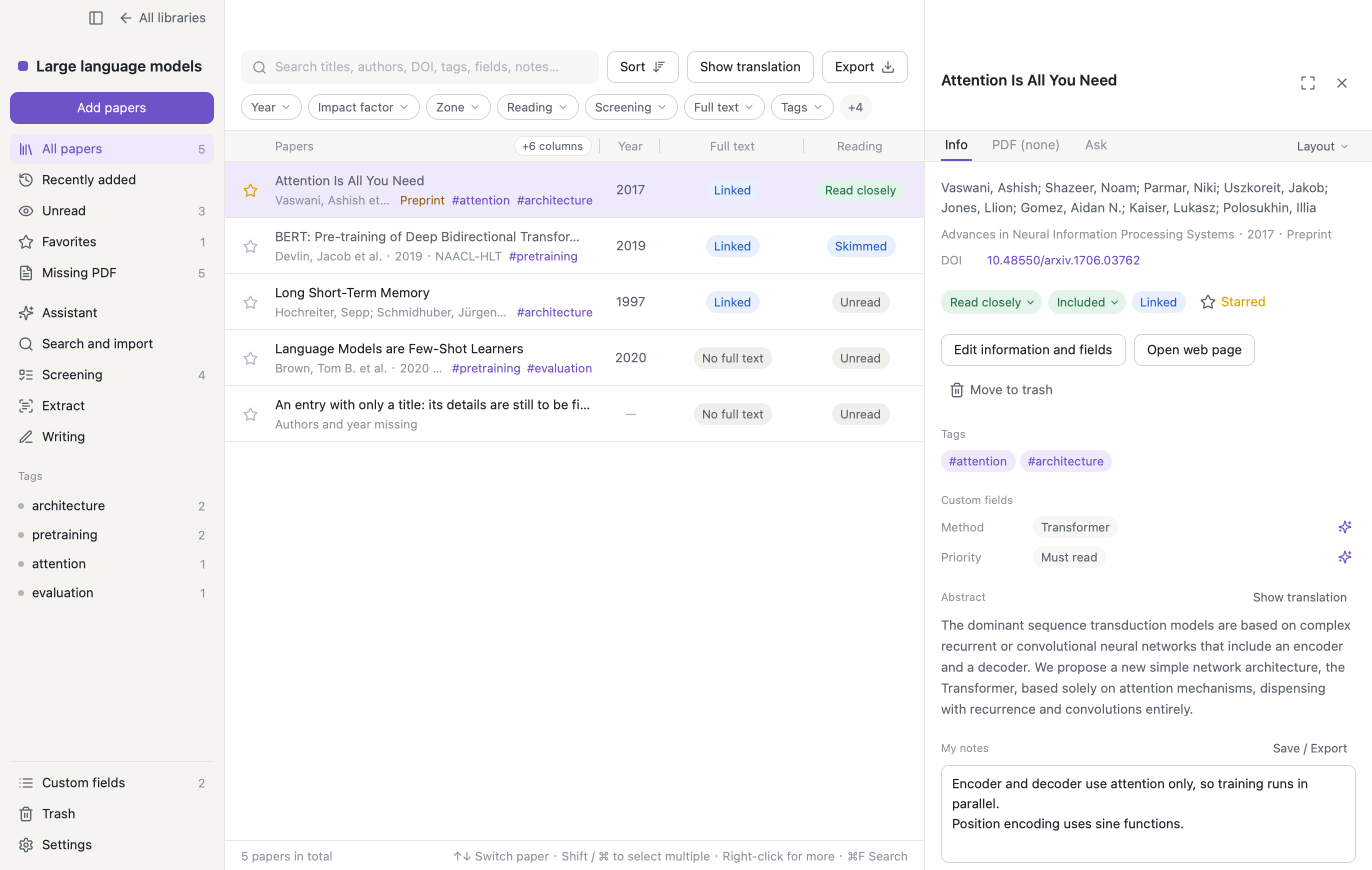 All libraries
Large language models
Add papers
All papers 5
Recently added
Unread 3
Favorites 1
Missing PDF 5
Assistant
Search and import
Screening 4
Extract
Writing
Tags
architecture 2
pretraining 2
attention 1
evaluation 1
Custom fields 2
Trash
Settings
Search titles, authors, DOI, tags, fields, notes...
Sort
Show translation
Export
Year
Impact factor
Zone
Reading
Screening
Full text
Tags
+4
Papers +6 columns Year Full text Reading
Attention Is All You Need
Vaswani, Ashish et... Preprint #attention #architecture
2017 Linked Read closely
BERT: Pre-training of Deep Bidirectional Transfor...
Devlin, Jacob et al. · 2019 · NAACL-HLT #pretraining
2019 Linked Skimmed
Long Short-Term Memory
Hochreiter, Sepp; Schmidhuber, Jürgen... #architecture
1997 Linked Unread
Language Models are Few-Shot Learners
Brown, Tom B. et al. · 2020 ... #pretraining #evaluation
2020 No full text Unread
An entry with only a title: its details are still to be fi...
Authors and year missing
— No full text Unread
5 papers in total
↑↓ Switch paper · Shift / ⌘ to select multiple · Right-click for more · ⌘F Search
Attention Is All You Need
Info PDF (none) Ask Layout
Vaswani, Ashish; Shazeer, Noam; Parmar, Niki; Uszkoreit, Jakob;
Jones, Llion; Gomez, Aidan N.; Kaiser, Lukasz; Polosukhin, Illia
Advances in Neural Information Processing Systems · 2017 · Preprint
DOI 10.48550/arxiv.1706.03762
Read closely Included Linked Starred
Edit information and fields Open web page
Move to trash
Tags
#attention #architecture
Custom fields
Method Transformer
Priority Must read
Abstract Show translation
The dominant sequence transduction models are based on complex
recurrent or convolutional neural networks that include an encoder
and a decoder. We propose a new simple network architecture, the
Transformer, based solely on attention mechanisms, dispensing
with recurrence and convolutions entirely.
My notes Save / Export
Encoder and decoder use attention only, so training runs in
parallel.
Position encoding uses sine functions.